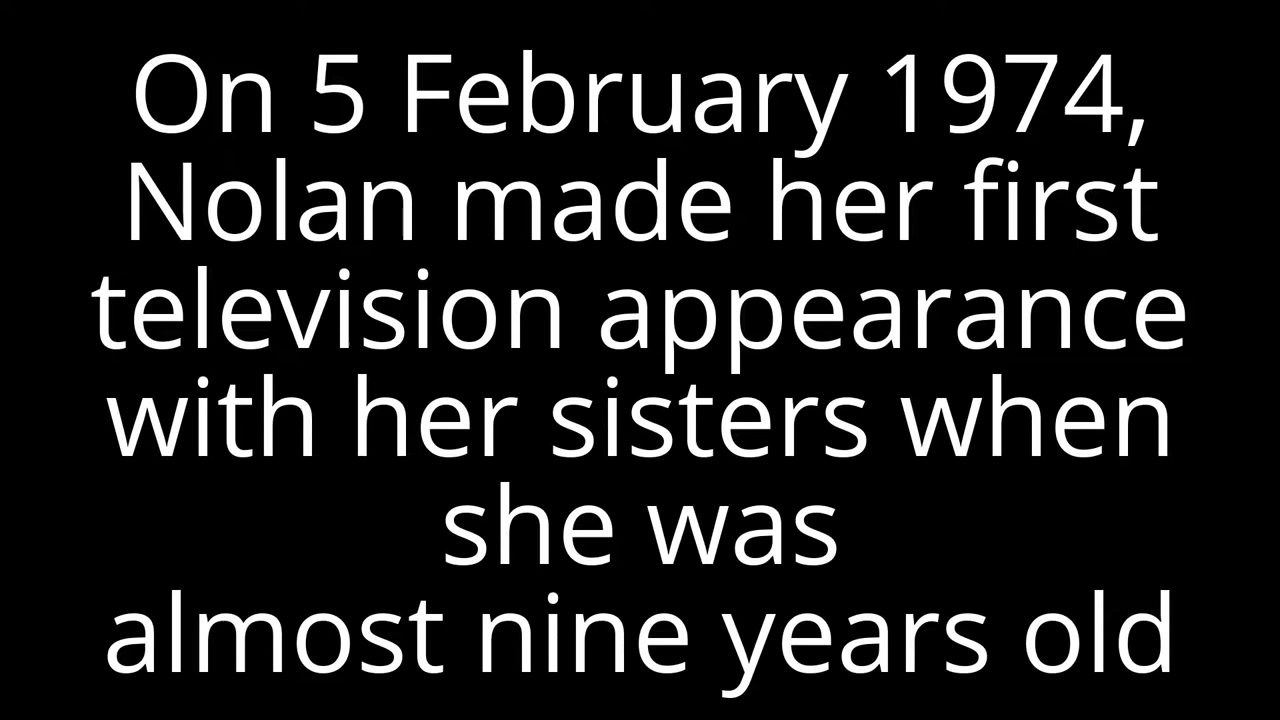 On 5 February 1974,
Nolan made her first
television appearance
with her sisters when
she was
almost nine years old